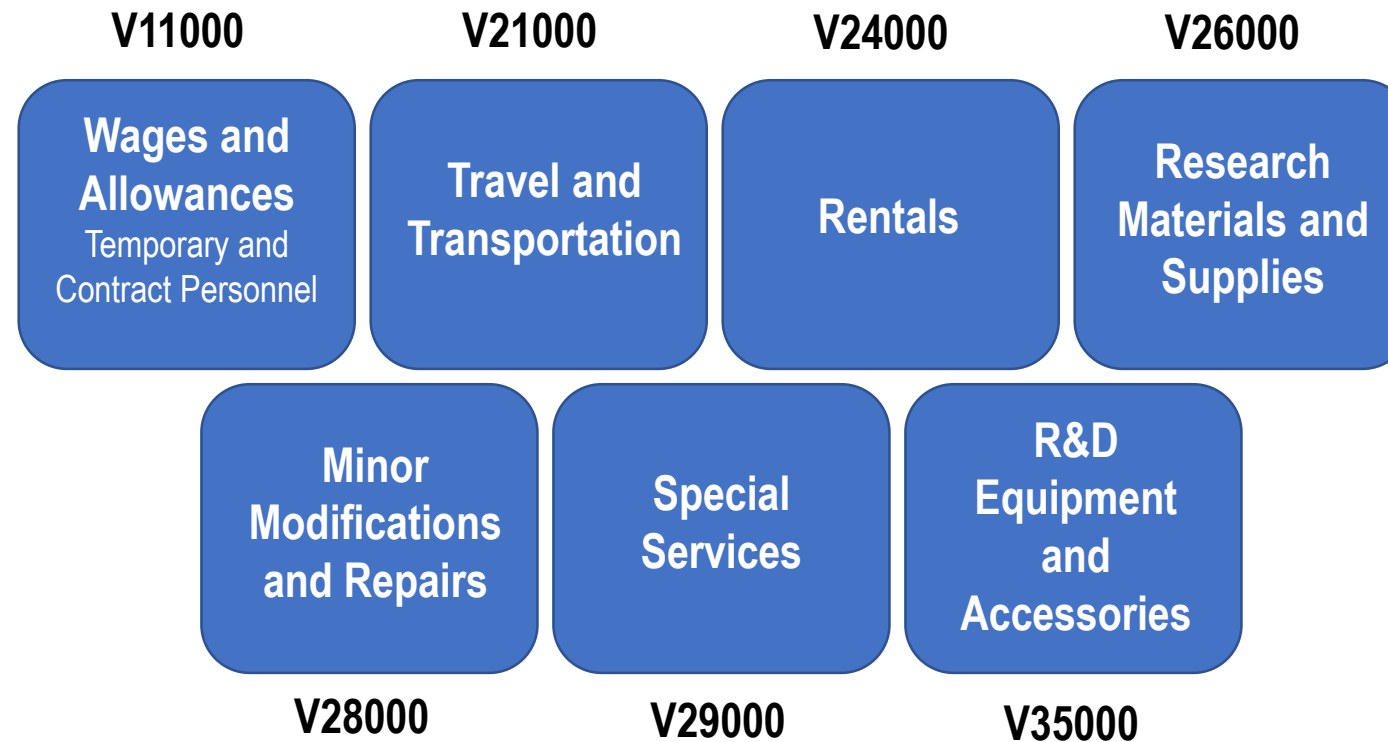 V11000
V21000
V24000
V26000
Wages and
Allowances
Temporary and
Contract Personnel
Travel and
Transportation
Rentals
Research
Materials and
Supplies
Minor
Modifications
and Repairs
Special
Services
R&D
Equipment
and
Accessories
V28000
V29000
V35000